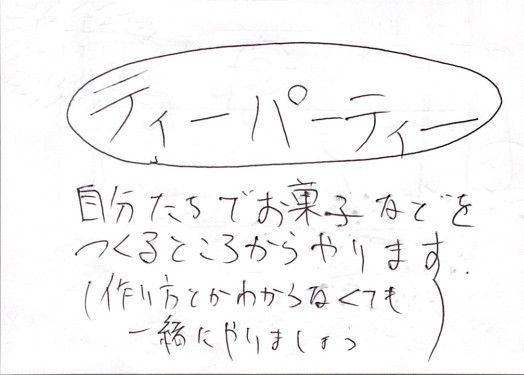 ティーパーティー
自分たちでお菓子などを
つくるところからやります.
(作り方とかわからなくても
一緒にやりましょう)